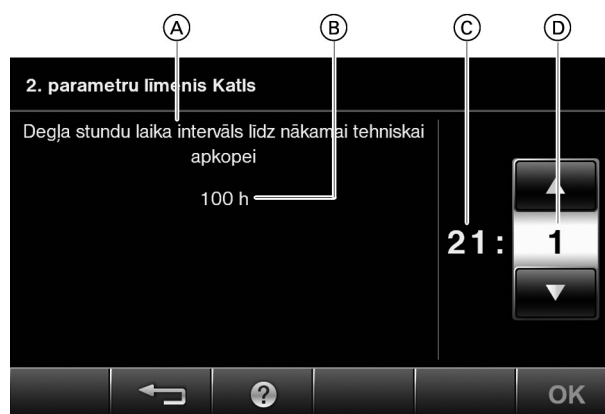 A B C D
2. parametru līmenis Katls
Degļa stundu laika intervāls līdz nākamai tehniskai
apkopei
100 h
21: 1
? OK